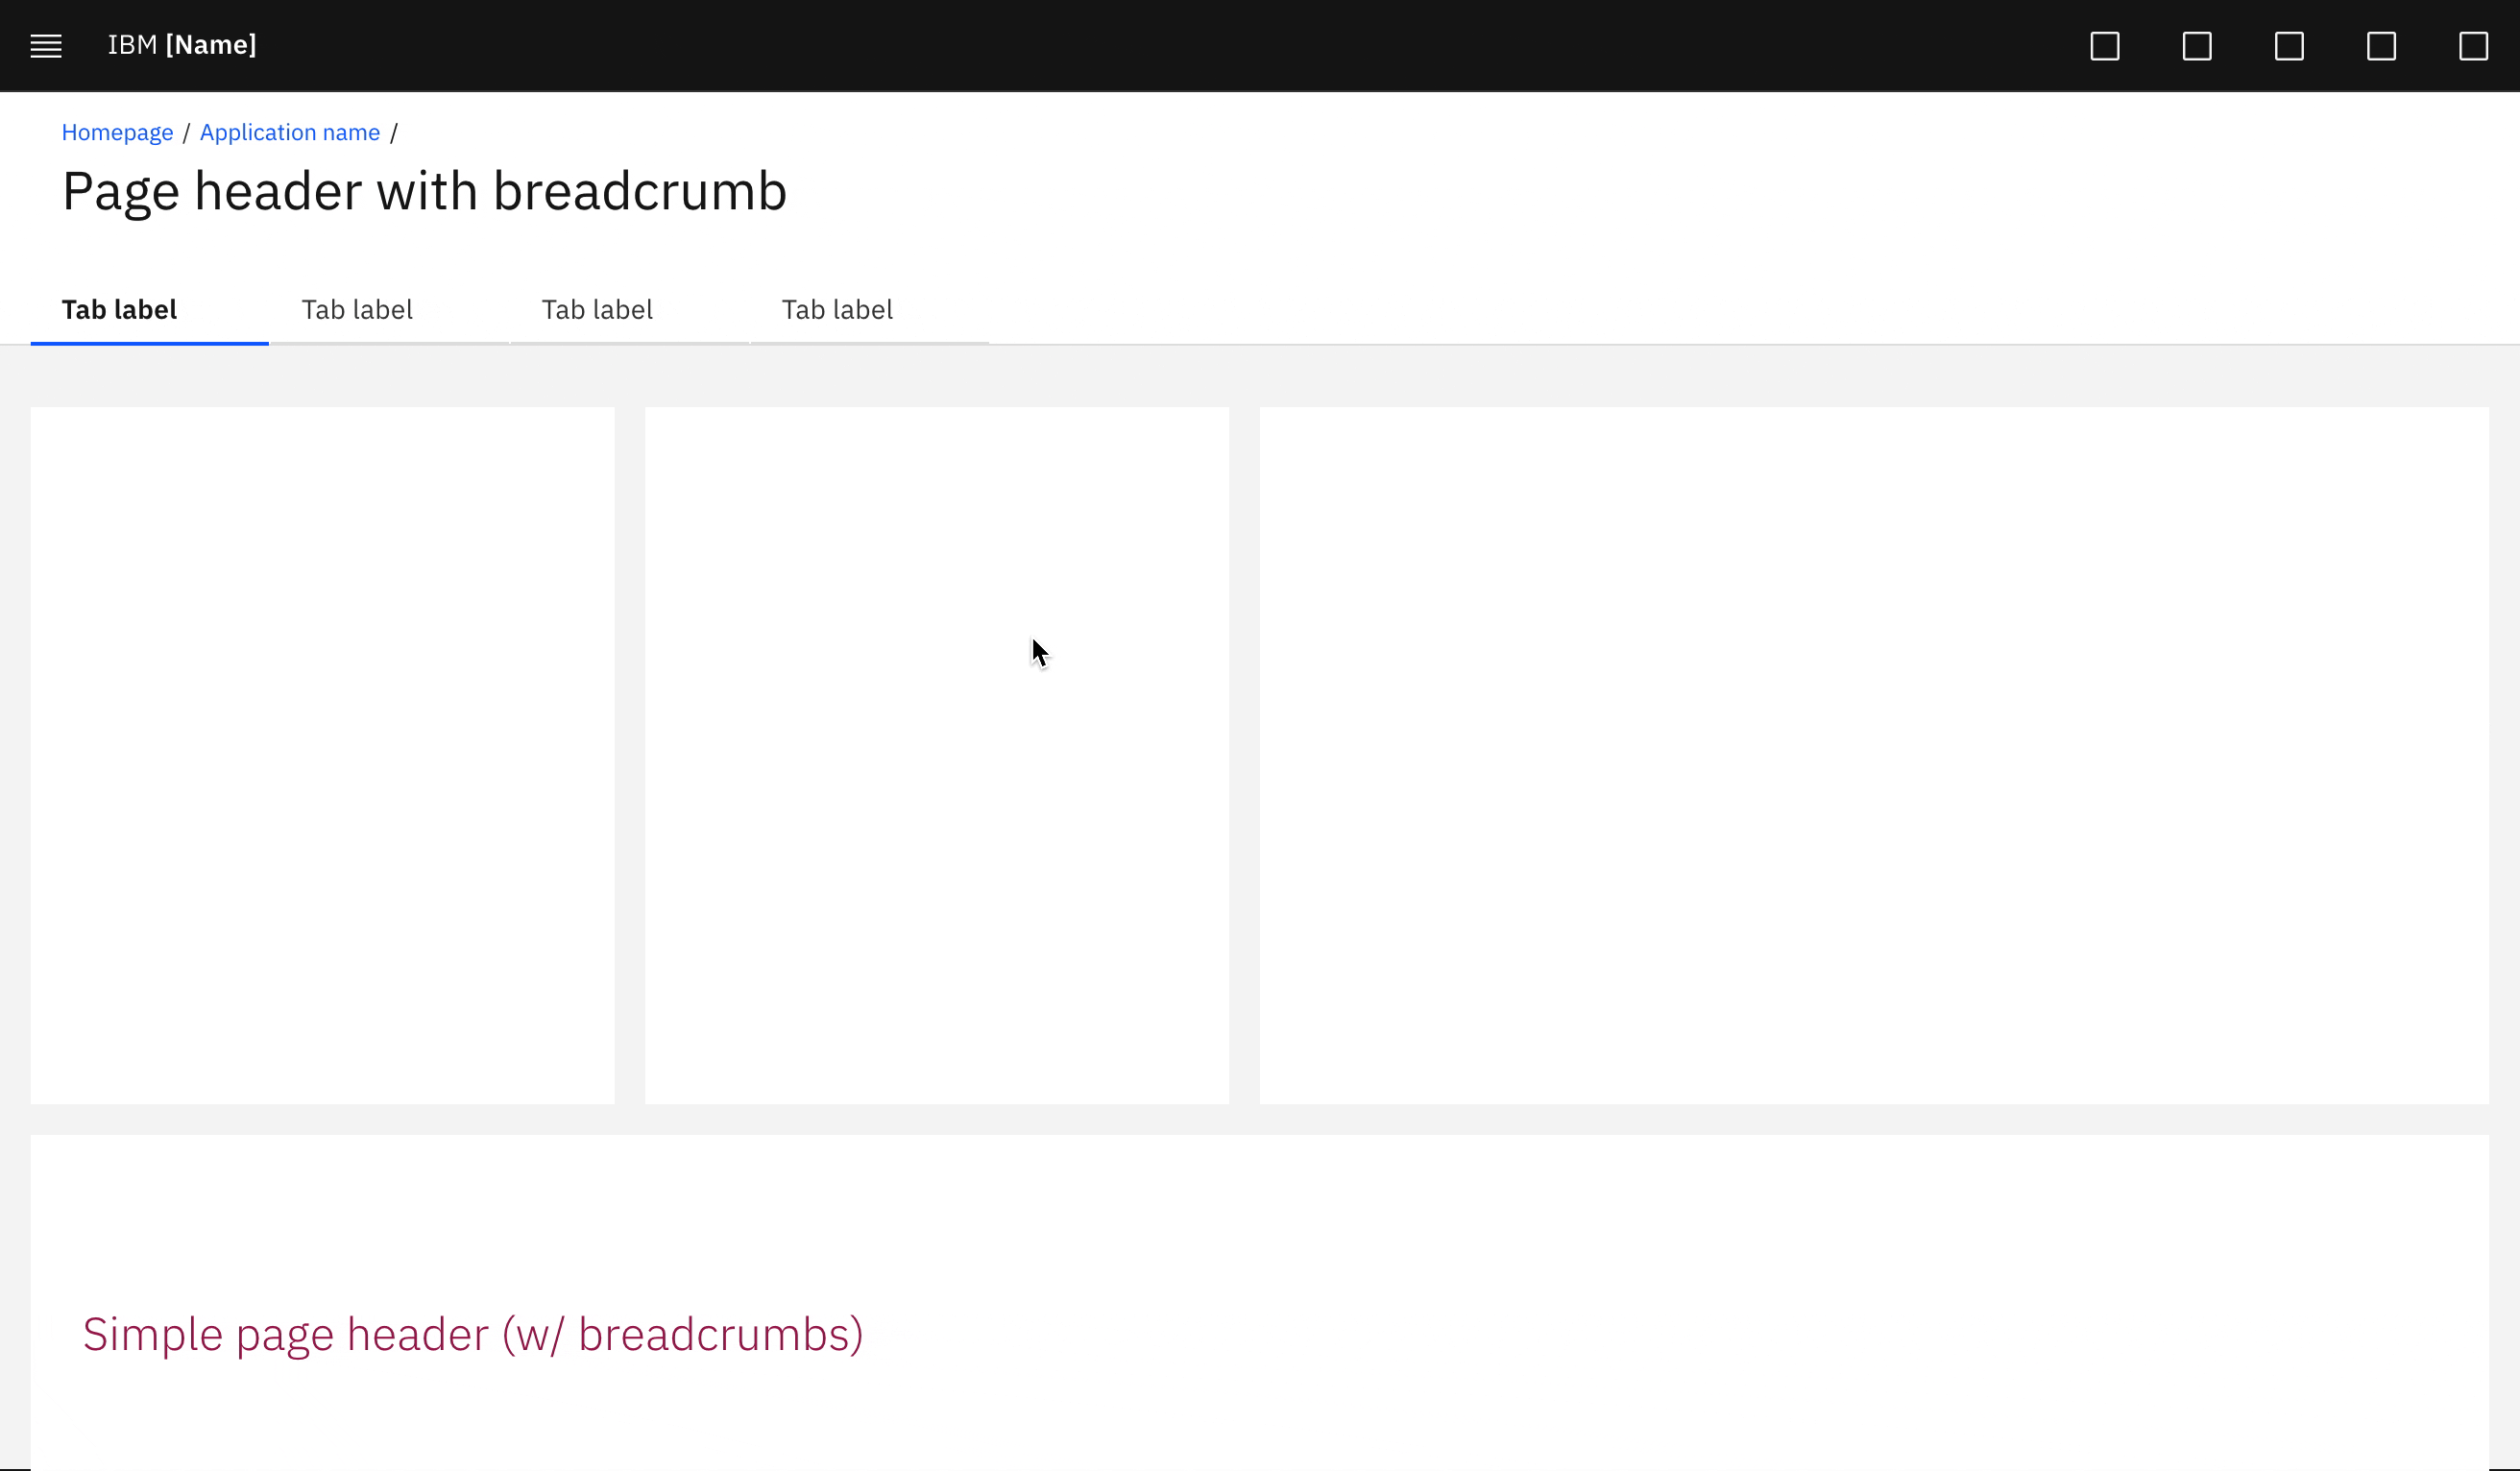 IBM [Name]
Homepage / Application name /
Page header with breadcrumb
Tab label Tab label Tab label Tab label
Simple page header (w/ breadcrumbs)